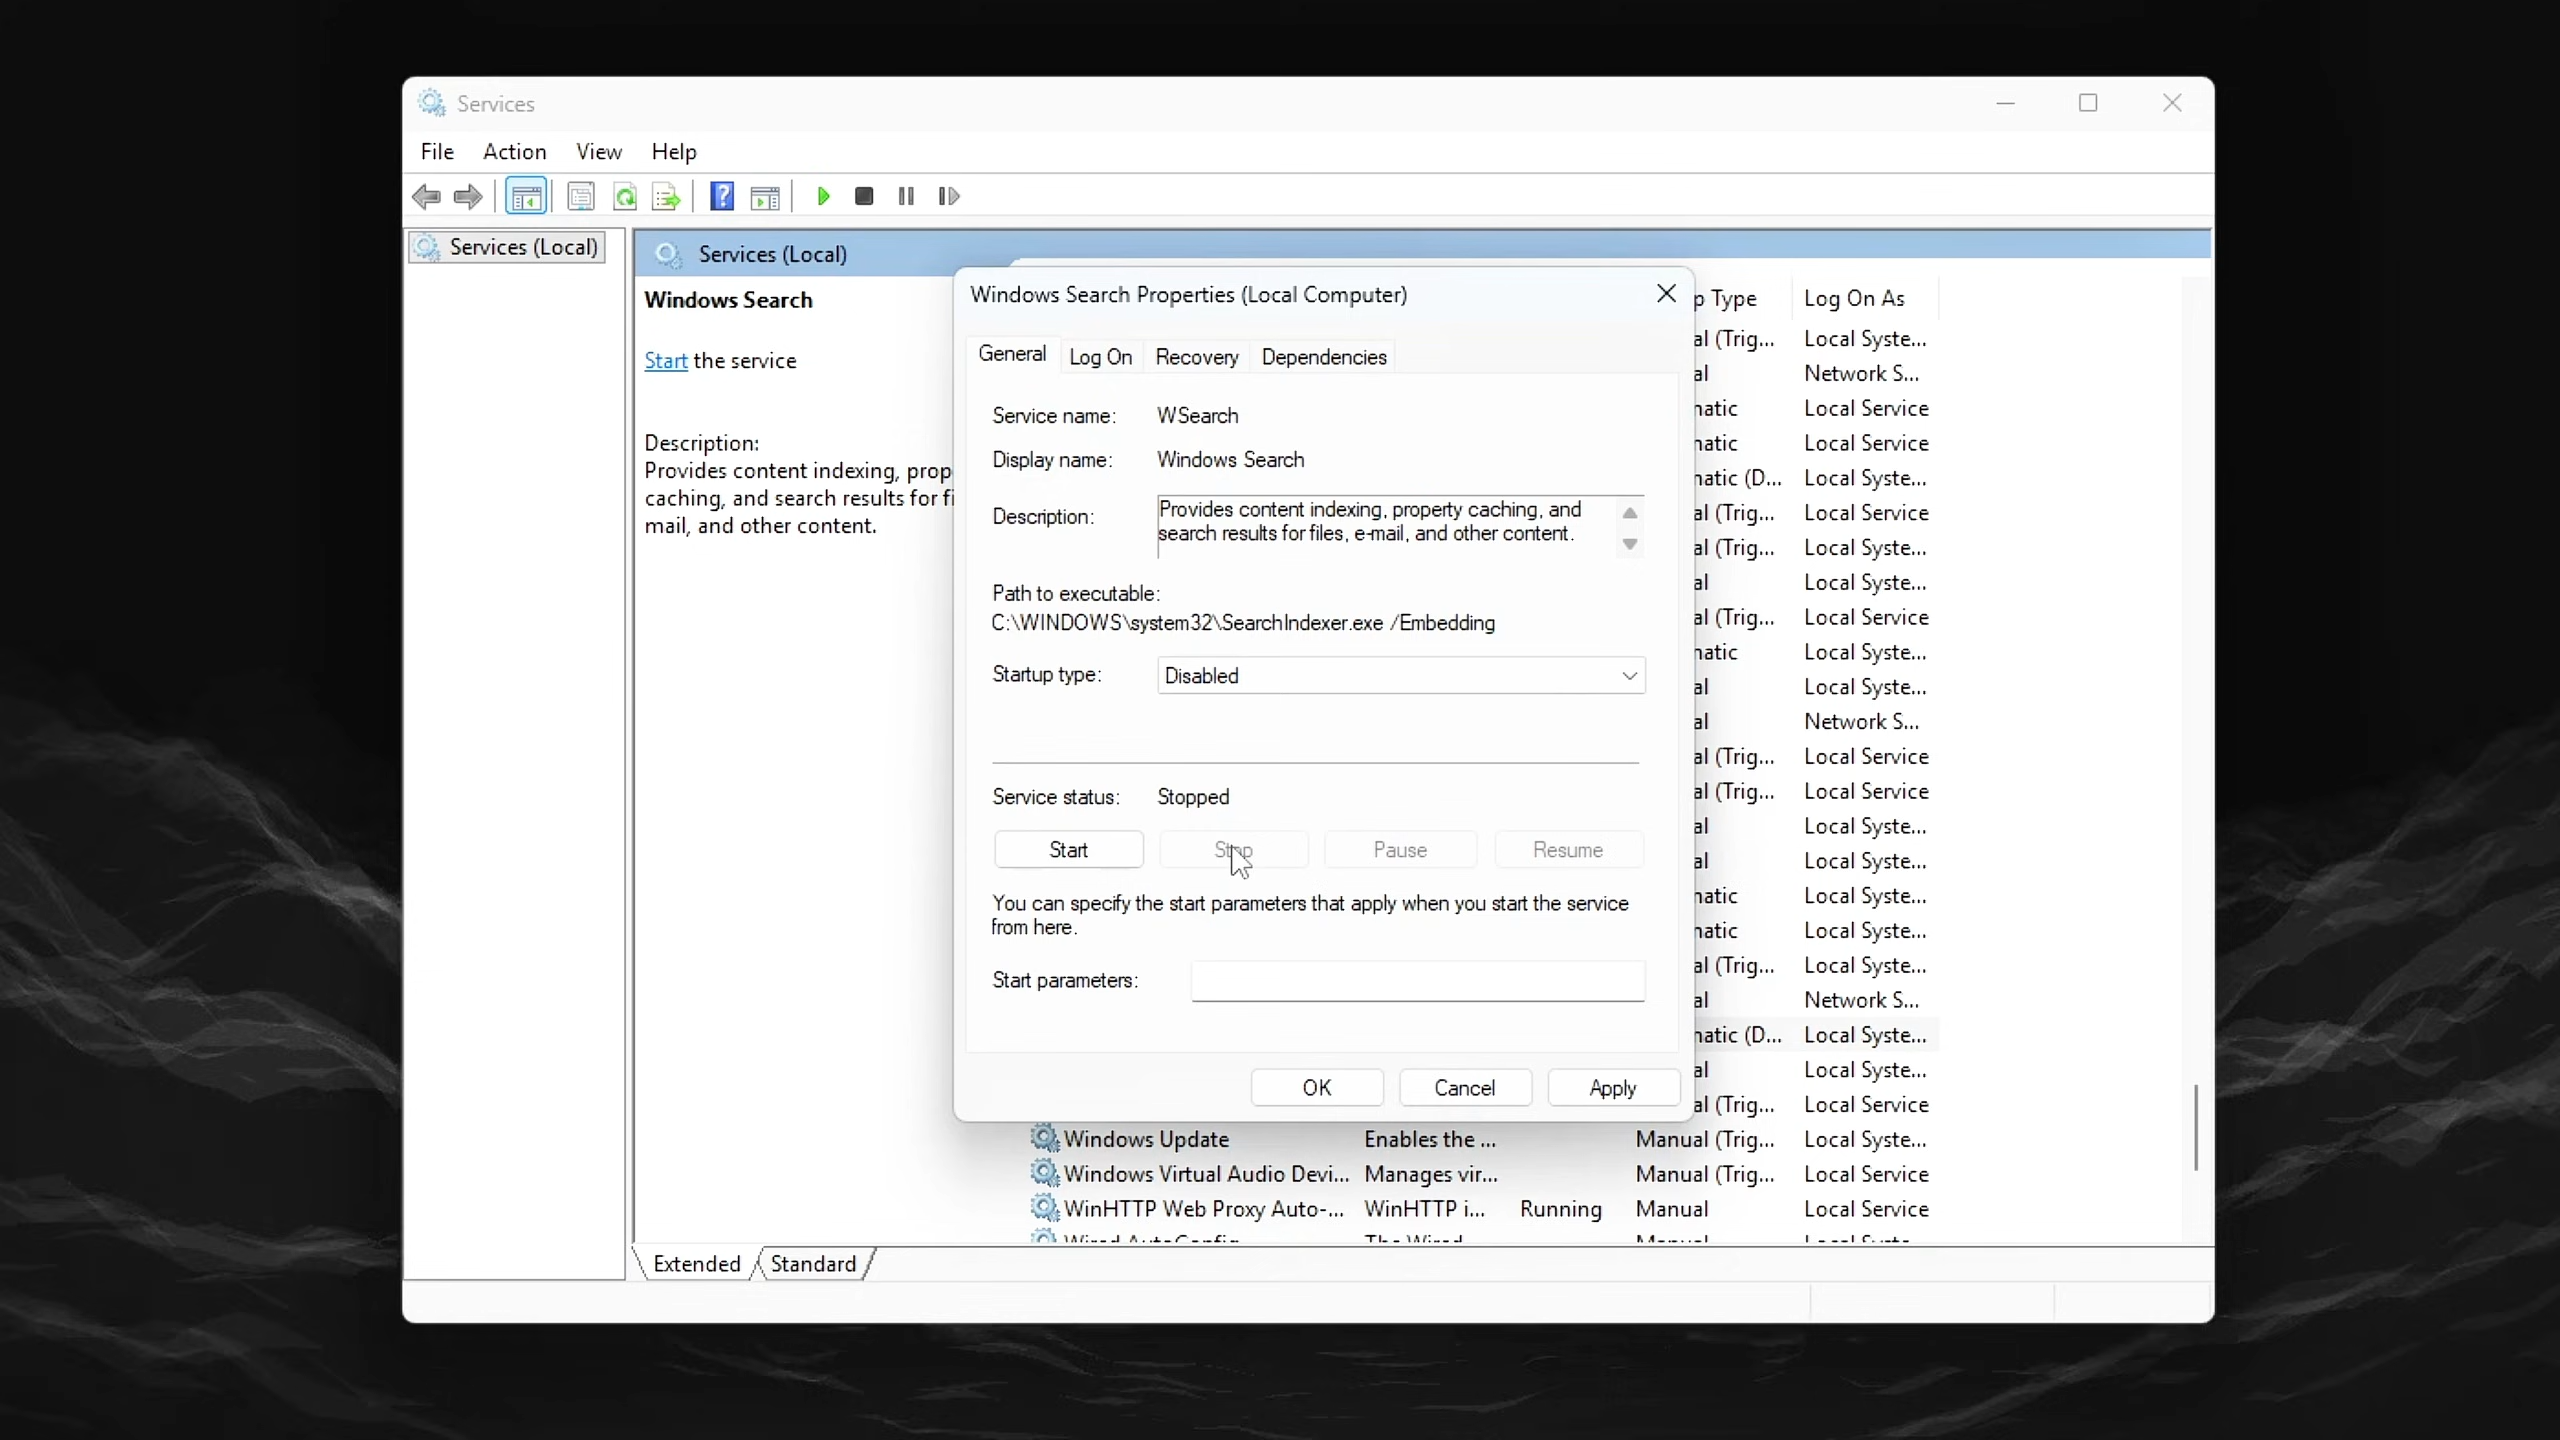 Services
File Action View Help
Services (Local)
Services (Local)
Windows Search
Start the service
Description:
Provides content indexing, prop
caching, and search results for fi
mail, and other content.
Windows Search Properties (Local Computer)
General Log On Recovery Dependencies
Service name: WSearch
Display name: Windows Search
Description: Provides content indexing, property caching, and
search results for files, e-mail, and other content.
Path to executable:
C:\WINDOWS\system32\SearchIndexer.exe /Embedding
Startup type: Disabled
Service status: Stopped
Start Stop Pause Resume
You can specify the start parameters that apply when you start the service
from here.
Start parameters:
OK Cancel Apply
p Type Log On As
al (Trig... Local Syste...
al Network S...
natic Local Service
natic Local Service
natic (D... Local Syste...
al (Trig... Local Service
al (Trig... Local Syste...
al Local Syste...
al (Trig... Local Service
natic Local Syste...
al Local Syste...
al Network S...
al (Trig... Local Service
al (Trig... Local Service
al Local Syste...
al Local Syste...
natic Local Service
natic Local Syste...
al (Trig... Local Syste...
al Network S...
natic (D... Local Syste...
al Local Syste...
al (Trig... Local Service
Windows Update Enables the ... Manual (Trig... Local Syste...
Windows Virtual Audio Devi... Manages vir... Manual (Trig... Local Service
WinHTTP Web Proxy Auto-... WinHTTP i... Running Manual Local Service
Extended Standard